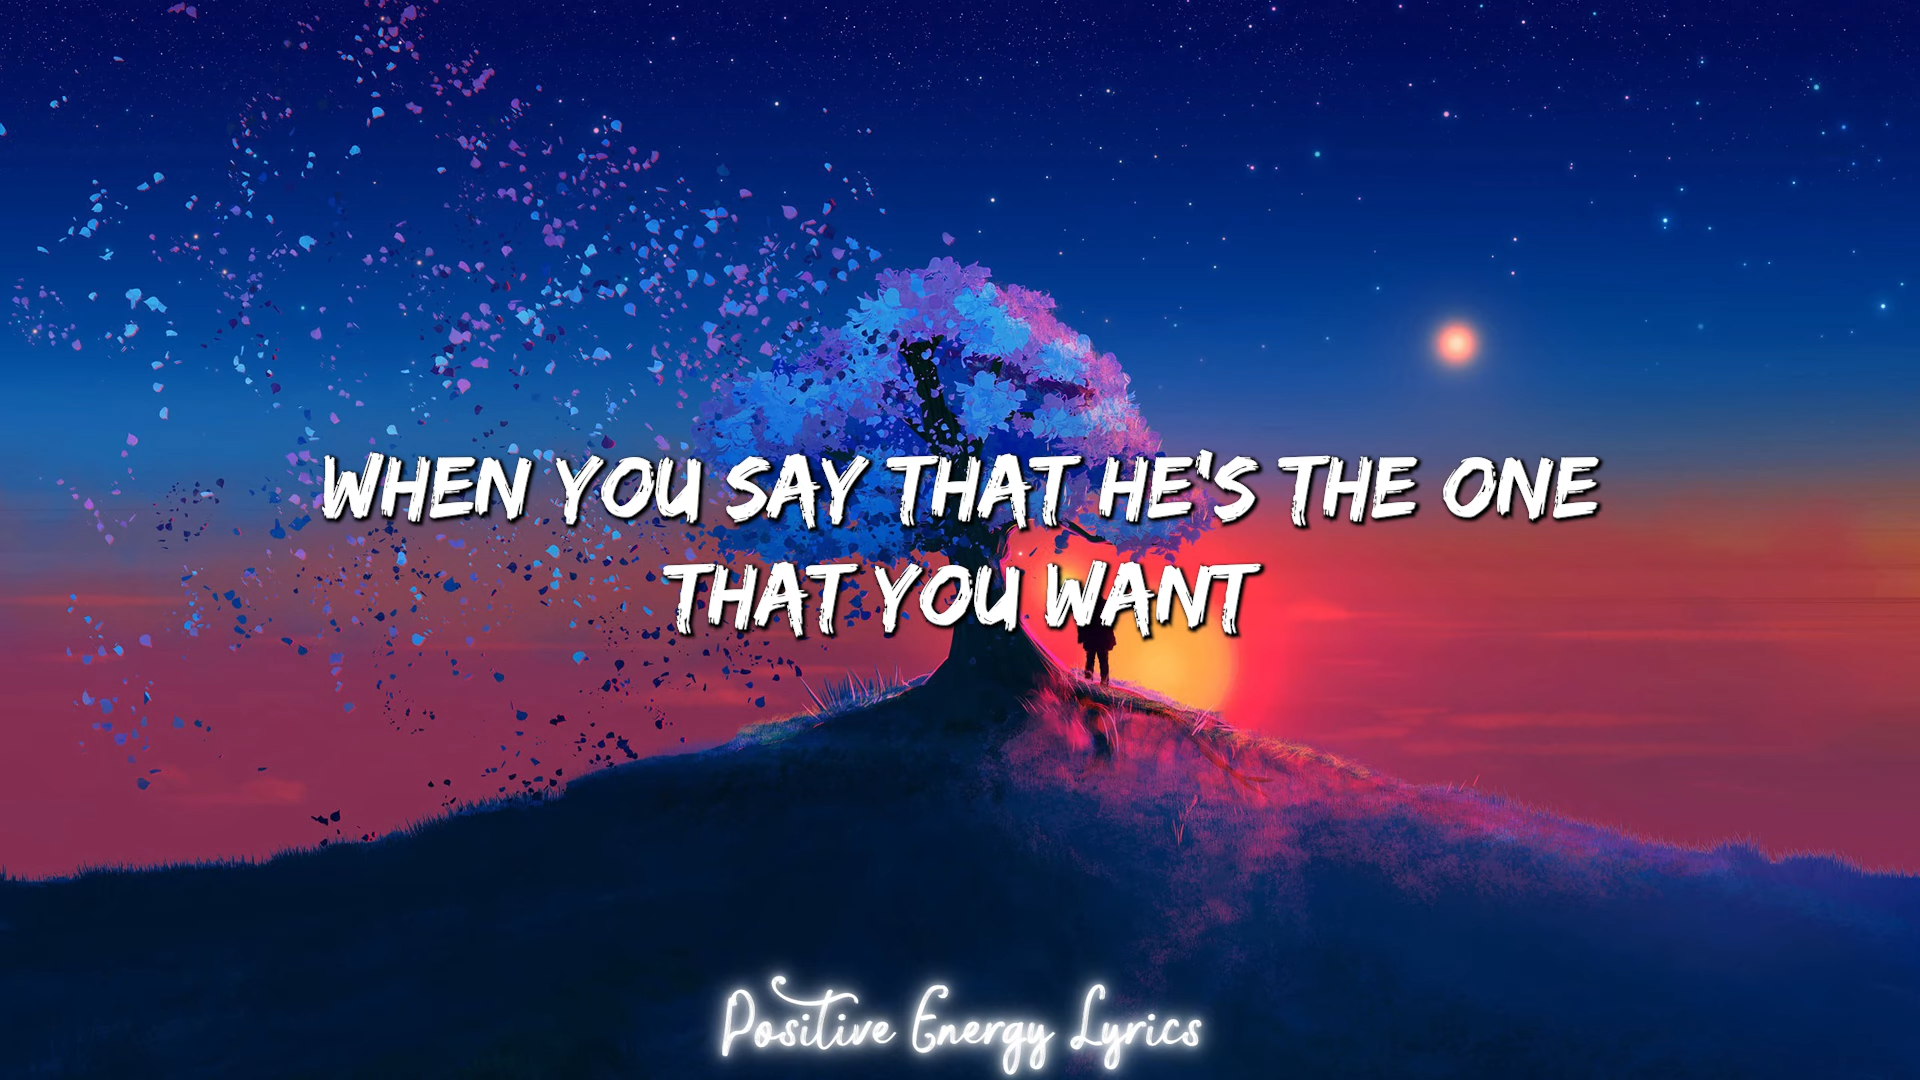 WHEN YOU SAY THAT HE'S THE ONE
THAT YOU WANT
Positive Energy Lyrics